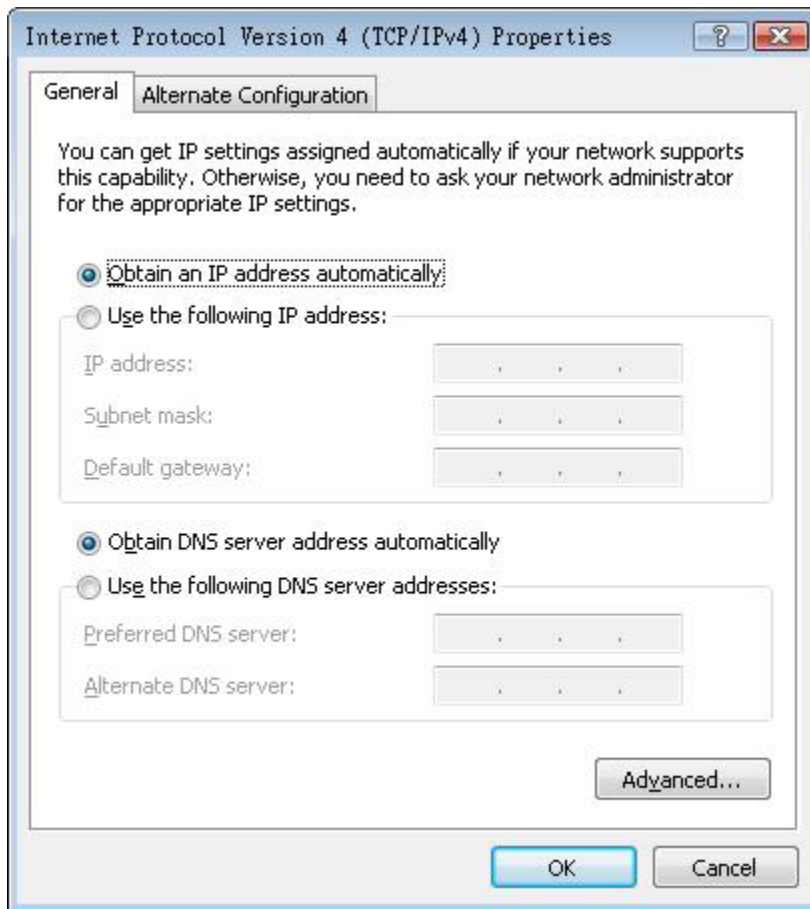 Internet Protocol Version 4 (TCP/IPv4) Properties
General
Alternate Configuration
You can get IP settings assigned automatically if your network supports
this capability. Otherwise, you need to ask your network administrator
for the appropriate IP settings.
Obtain an IP address automatically
Use the following IP address:
IP address:
Subnet mask:
Default gateway:
Obtain DNS server address automatically
Use the following DNS server addresses:
Preferred DNS server:
Alternate DNS server:
Advanced...
OK
Cancel